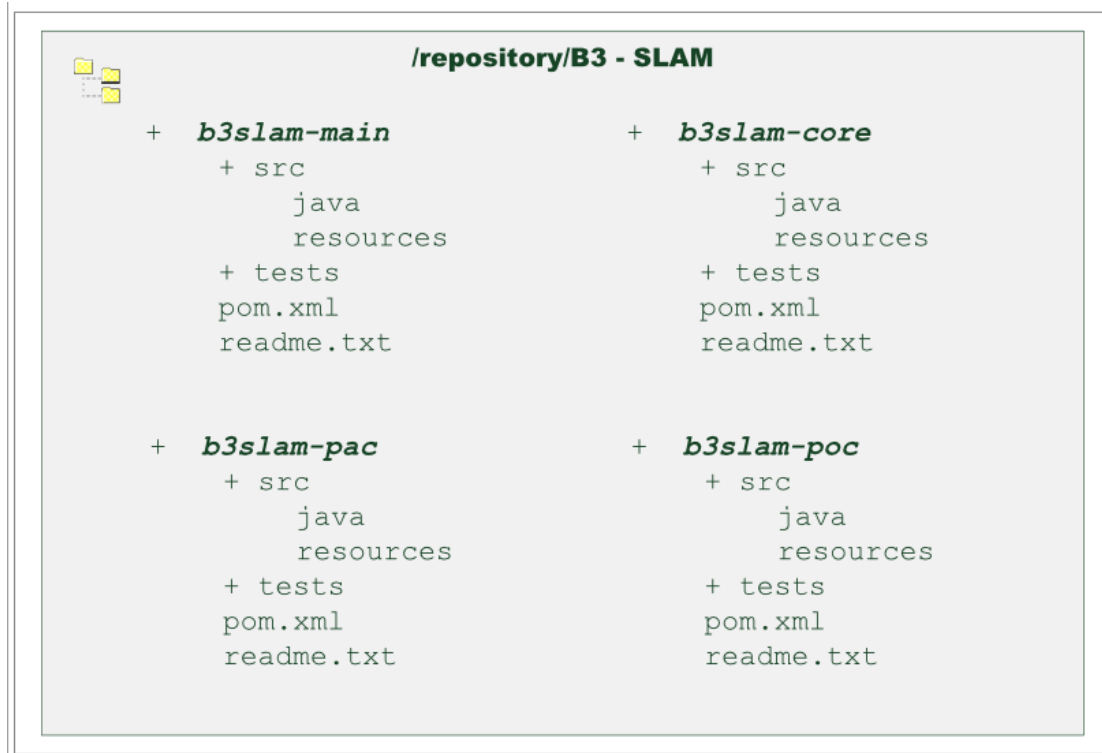 /repository/B3 - SLAM
+ b3slam-main
+ src
java
resources
+ tests
pom.xml
readme.txt
+ b3slam-core
+ src
java
resources
+ tests
pom.xml
readme.txt
+ b3slam-pac
+ src
java
resources
+ tests
pom.xml
readme.txt
+ b3slam-poc
+ src
java
resources
+ tests
pom.xml
readme.txt